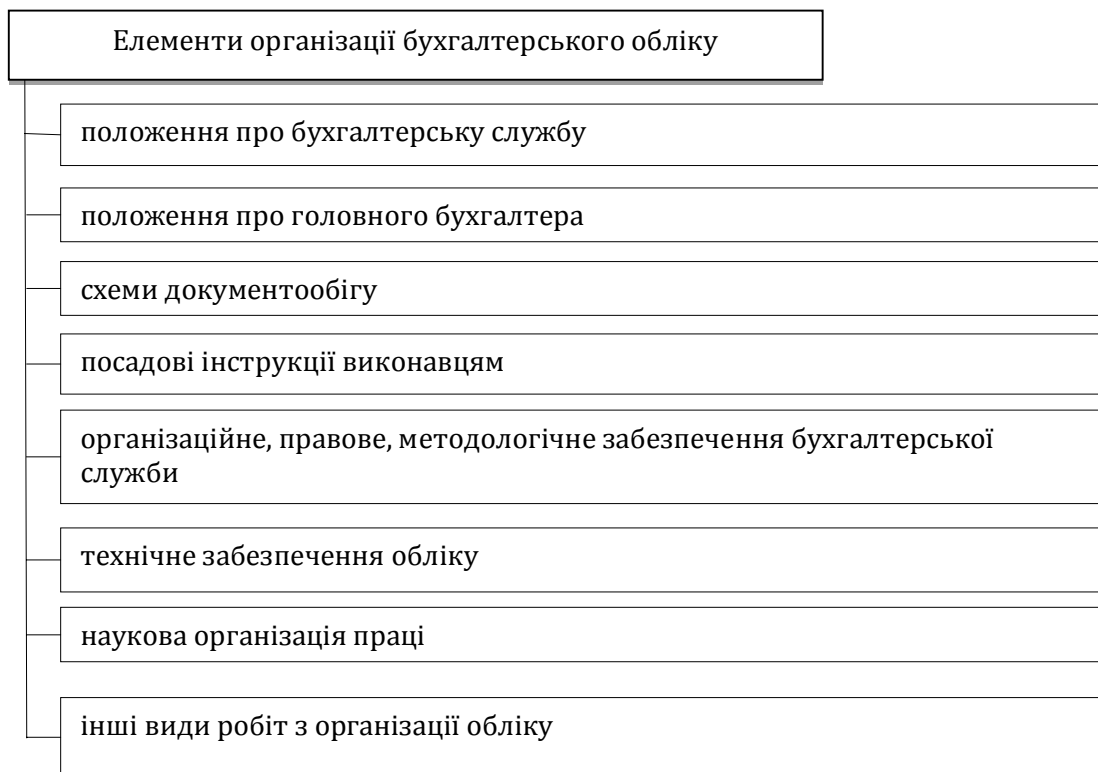 Елементи організації бухгалтерського обліку
положення про бухгалтерську службу
положення про головного бухгалтера
схеми документообігу
посадові інструкції виконавцям
організаційне, правове, методологічне забезпечення бухгалтерської
служби
технічне забезпечення обліку
наукова організація праці
інші види робіт з організації обліку